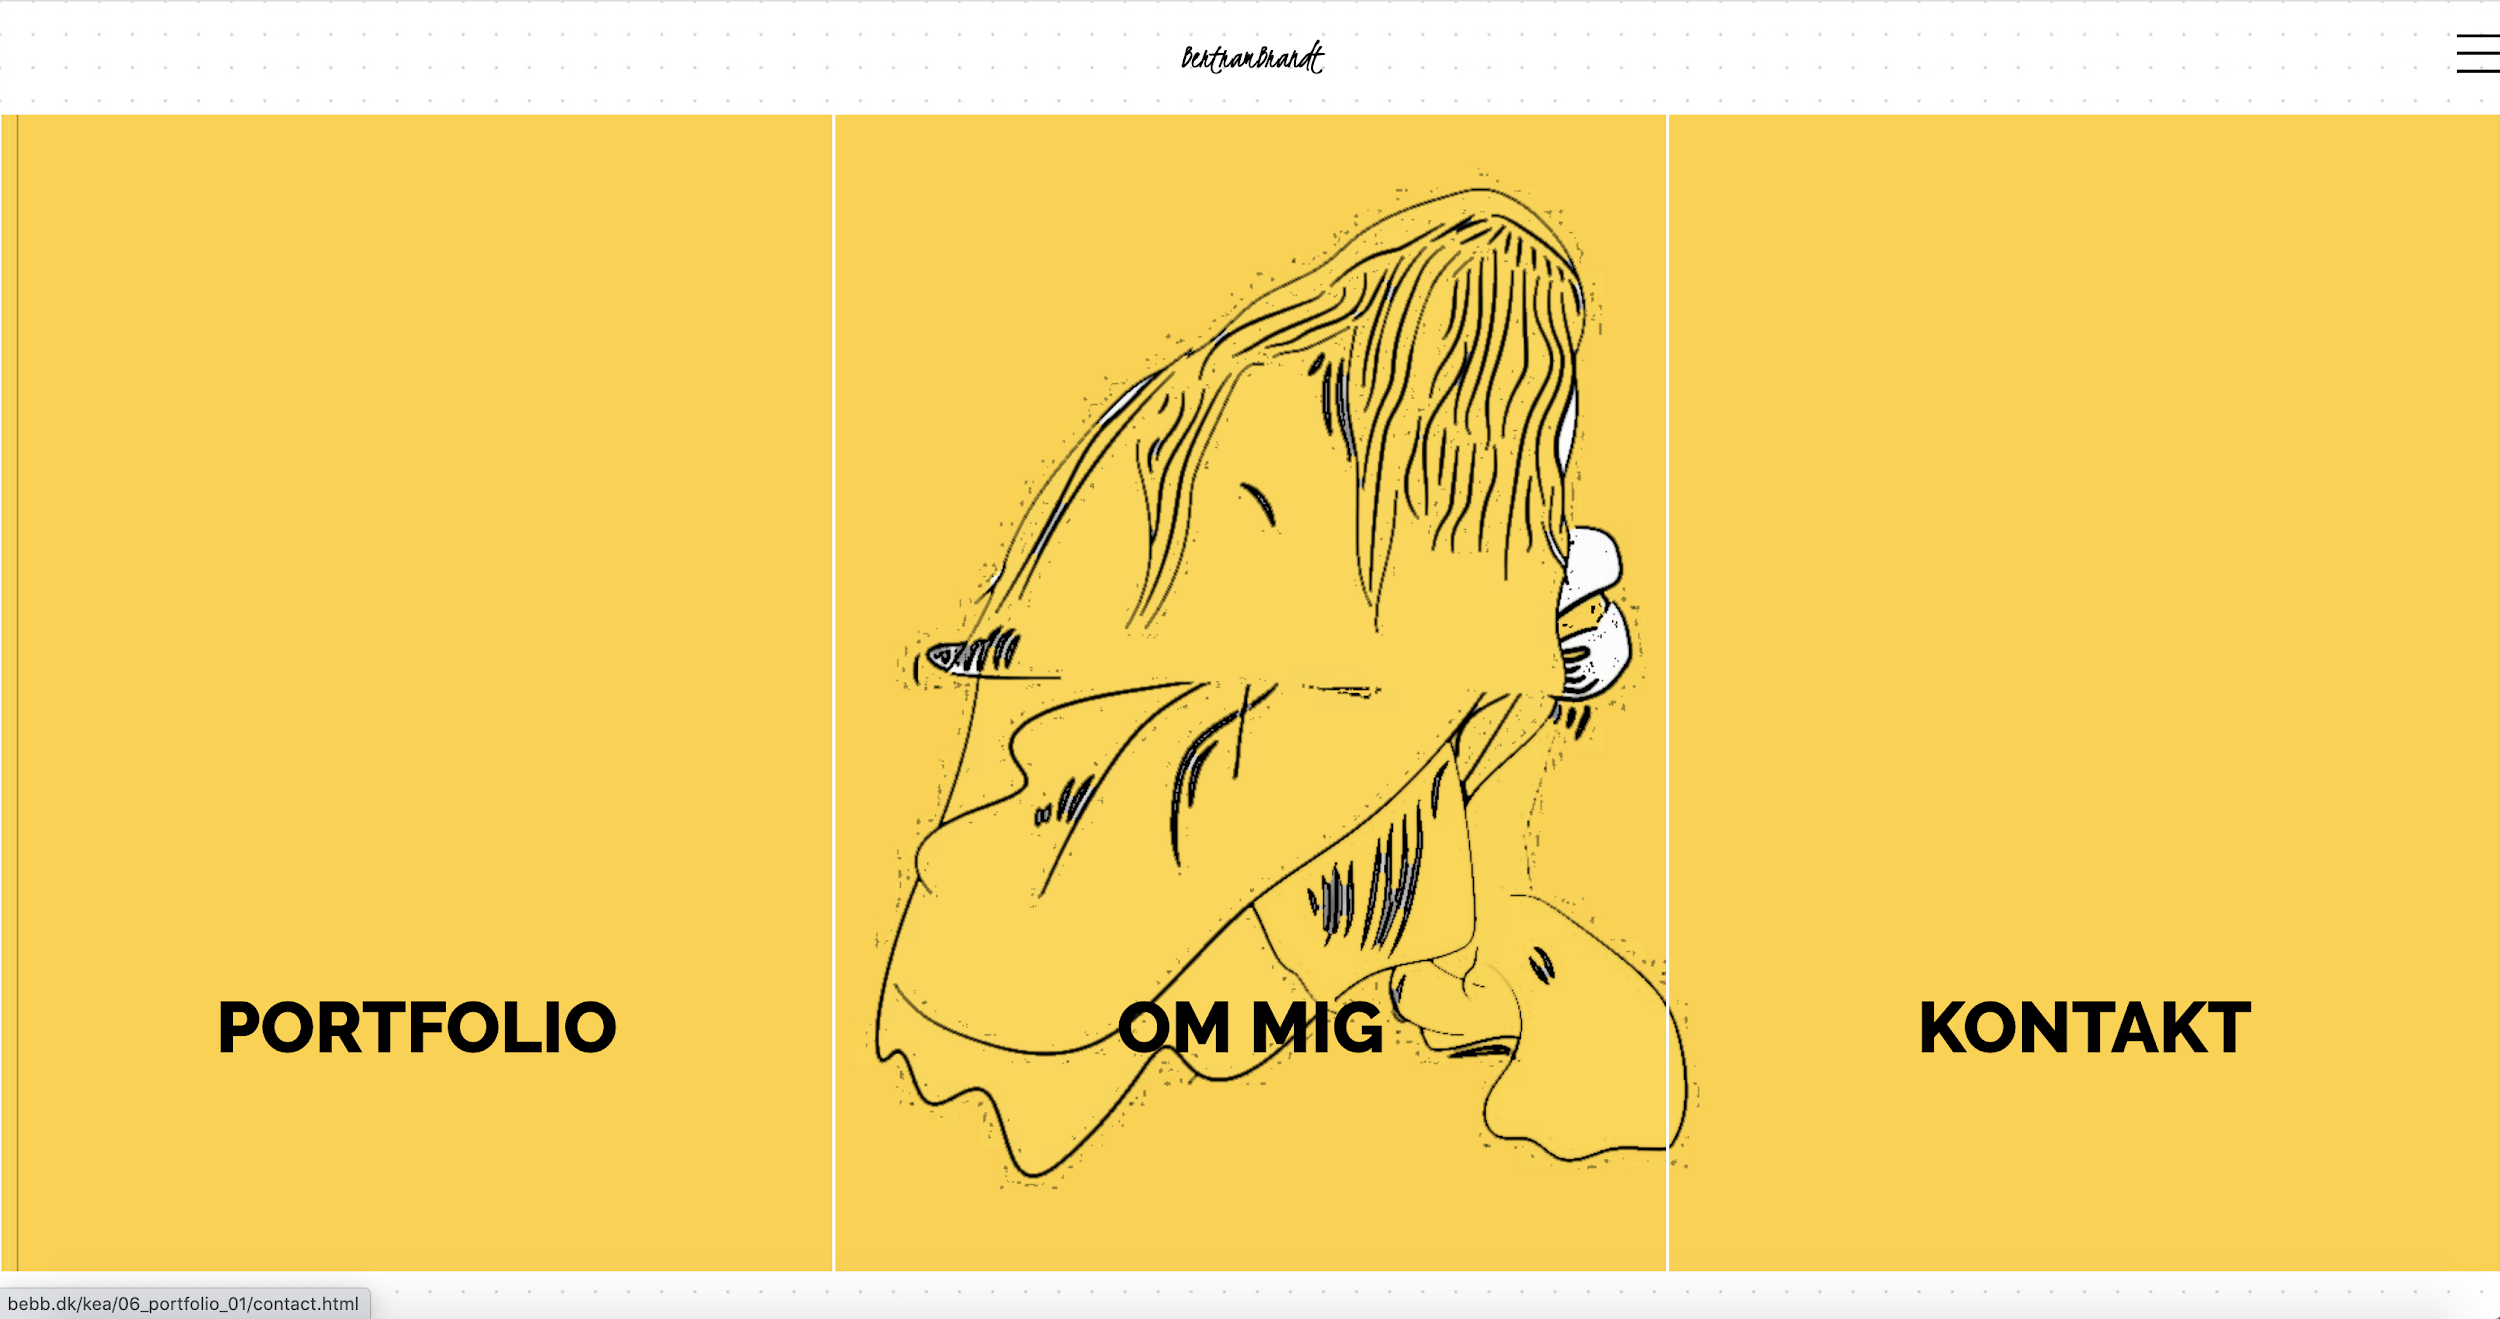 bertramBrandt
PORTFOLIO
OM MIG
KONTAKT
bebb.dk/kea/06_portfolio_01/contact.html